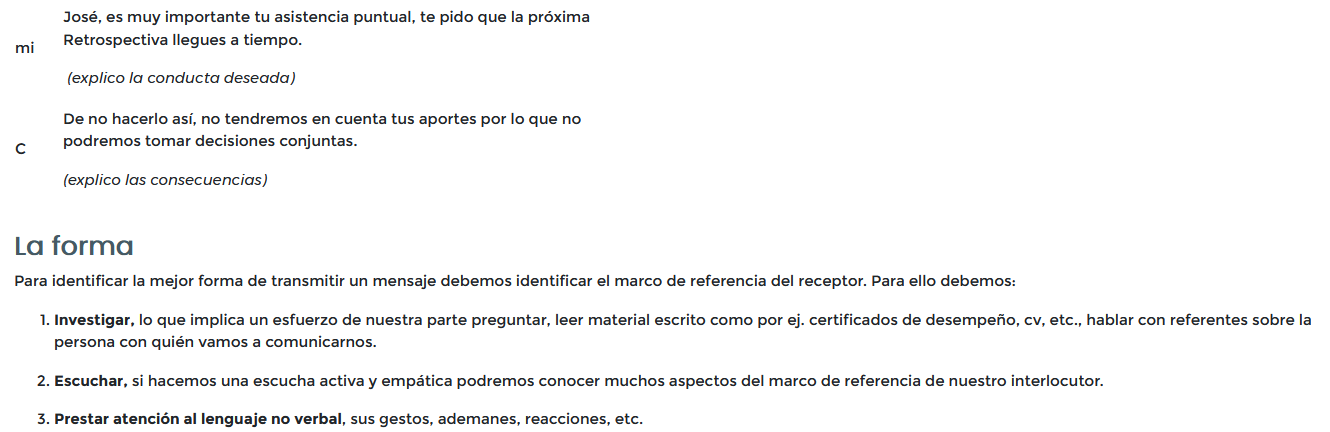 José, es muy importante tu asistencia puntual, te pido que la próxima
mi
Retrospectiva llegues a tiempo.
(explico la conducta deseada)
De no hacerlo así, no tendremos en cuenta tus aportes por lo que no
C
podremos tomar decisiones conjuntas.
(explico las consecuencias)
La forma
Para identificar la mejor forma de transmitir un mensaje debemos identificar el marco de referencia del receptor. Para ello debemos:
1. Investigar, lo que implica un esfuerzo de nuestra parte preguntar, leer material escrito como por ej. certificados de desempeño, cv, etc., hablar con referentes sobre la
persona con quién vamos a comunicarnos.
2. Escuchar, si hacemos una escucha activa y empática podremos conocer muchos aspectos del marco de referencia de nuestro interlocutor.
3. Prestar atención al lenguaje no verbal, sus gestos, ademanes, reacciones, etc.